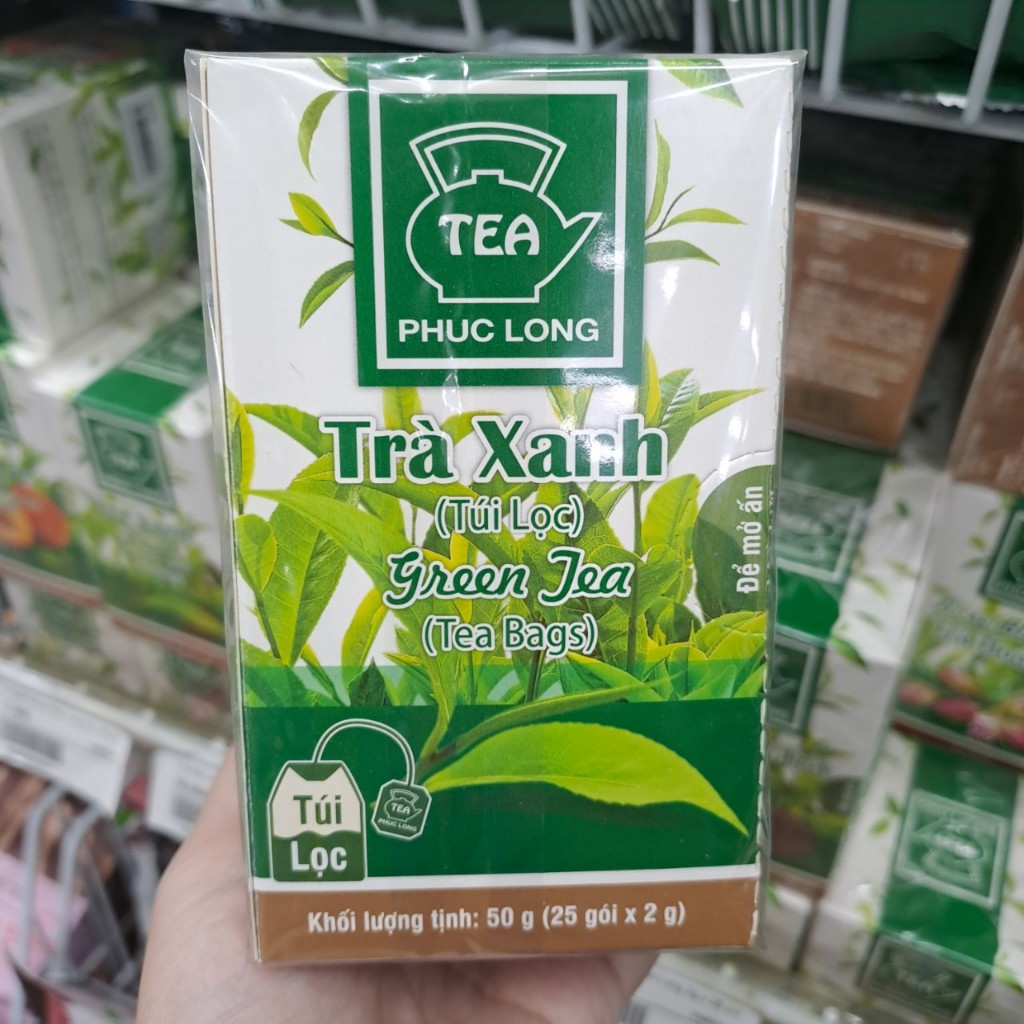 TEA
PHUC LONG
Trà Xanh
(Túi Lọc)
Green Tea
(Tea Bags)
Để mở ấn
Túi
Lọc
TEA
PHUC LONG
Khối lượng tịnh: 50 g (25 gói x 2 g)